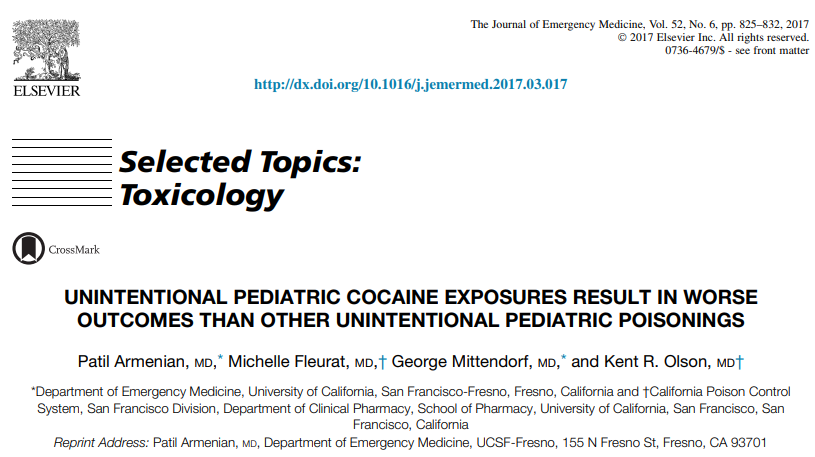 The Journal of Emergency Medicine, Vol. 52, No. 6, pp. 825–832, 2017
© 2017 Elsevier Inc. All rights reserved.
0736-4679/$ - see front matter
ELSEVIER
http://dx.doi.org/10.1016/j.jemermed.2017.03.017
Selected Topics:
Toxicology
CrossMark
UNINTENTIONAL PEDIATRIC COCAINE EXPOSURES RESULT IN WORSE
OUTCOMES THAN OTHER UNINTENTIONAL PEDIATRIC POISONINGS
Patil Armenian, MD,* Michelle Fleurat, MD,† George Mittendorf, MD,* and Kent R. Olson, MD†
*Department of Emergency Medicine, University of California, San Francisco-Fresno, Fresno, California and †California Poison Control
System, San Francisco Division, Department of Clinical Pharmacy, School of Pharmacy, University of California, San Francisco, San
Francisco, California
Reprint Address: Patil Armenian, MD, Department of Emergency Medicine, UCSF-Fresno, 155 N Fresno St, Fresno, CA 93701